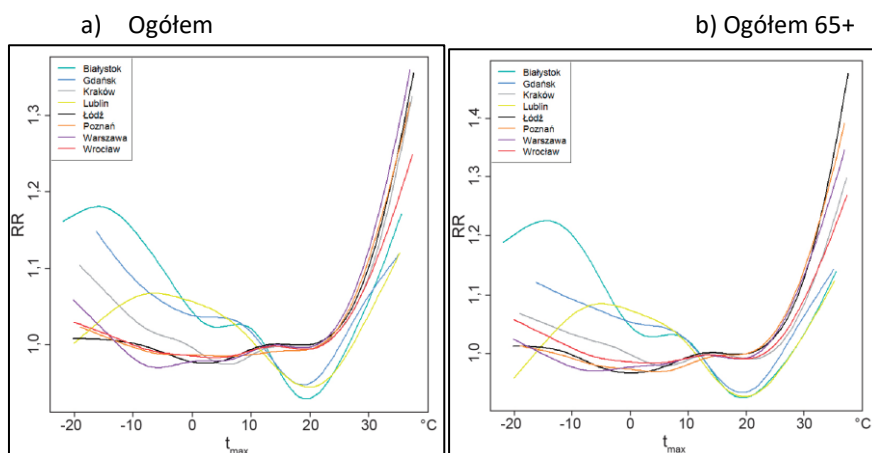 a) Ogółem
b) Ogółem 65+
Białystok
Gdańsk
Kraków
Lublin
Łódź
Poznań
Warszawa
Wrocław
RR
1,3
1,2
1,1
1,0
-20 -10 0 10 20 30 °C
tmax
Białystok
Gdańsk
Kraków
Lublin
Łódź
Poznań
Warszawa
Wrocław
RR
1,4
1,3
1,2
1,1
1,0
-20 -10 0 10 20 30 °C
tmax